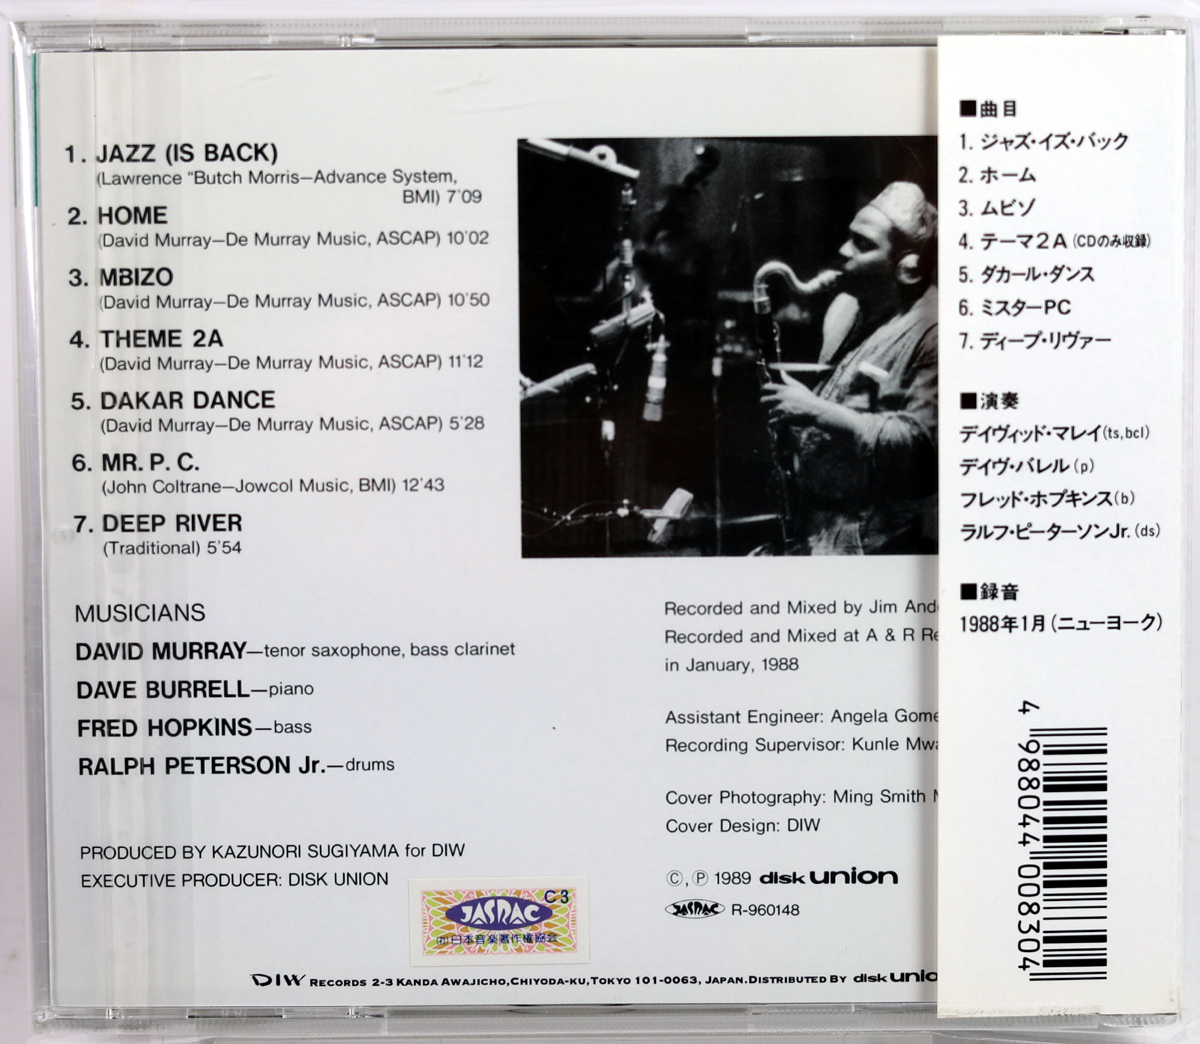 1. JAZZ (IS BACK)
(Lawrence “Butch Morris—Advance System,
BMI) 7'09
2. HOME
(David Murray—De Murray Music, ASCAP) 10'02
3. MBIZO
(David Murray—De Murray Music, ASCAP) 10'50
4. THEME 2A
(David Murray—De Murray Music, ASCAP) 11'12
5. DAKAR DANCE
(David Murray—De Murray Music, ASCAP) 5'28
6. MR. P. C.
(John Coltrane—Jowcol Music, BMI) 12'43
7. DEEP RIVER
(Traditional) 5'54
MUSICIANS
DAVID MURRAY—tenor saxophone, bass clarinet
DAVE BURRELL—piano
FRED HOPKINS—bass
RALPH PETERSON Jr.—drums
PRODUCED BY KAZUNORI SUGIYAMA for DIW
EXECUTIVE PRODUCER: DISK UNION
Recorded and Mixed by Jim
Recorded and Mixed at A & R
in January, 1988
Assistant Engineer: Angela
Recording Supervisor: Kunle
Cover Photography: Ming Smith
Cover Design: DIW
Ⓒ, Ⓟ 1989 disk union
JASRAC R-960148
C3
JASRAC
(社)日本音楽著作権協会
DIW RECORDS 2-3 KANDA AWAJICHO, CHIYODA-KU, TOKYO 101-0063, JAPAN. DISTRIBUTED BY disk
■曲目
1. ジャズ・イズ・バック
2. ホーム
3. ムビゾ
4. テーマ2A (CDのみ収録)
5. ダカール・ダンス
6. ミスターPC
7. ディープ・リヴァー
■演奏
デイヴィッド・マレイ(ts, bcl)
デイヴ・バレル(p)
フレッド・ホプキンス(b)
ラルフ・ピーターソンJr. (ds)
■録音
1988年1月(ニューヨーク)
4 988044 008304